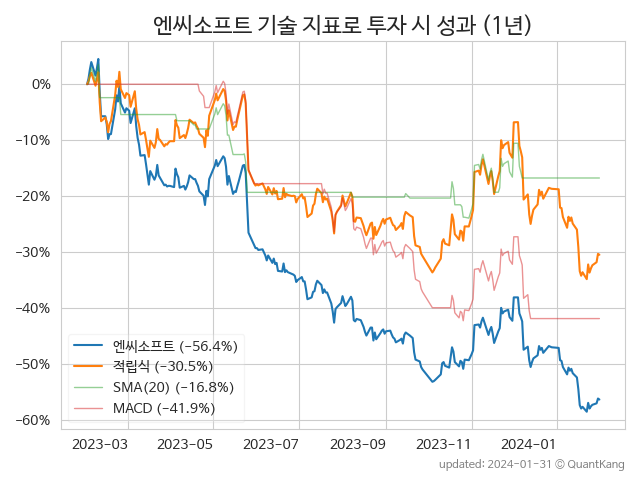 엔씨소프트 기술 지표로 투자 시 성과 (1년)
0%
−10%
−20%
−30%
−40%
−50%
−60%
엔씨소프트 (−56.4%)
적립식 (−30.5%)
SMA(20) (−16.8%)
MACD (−41.9%)
2023-03 2023-05 2023-07 2023-09 2023-11 2024-01
updated: 2024-01-31 © QuantKang